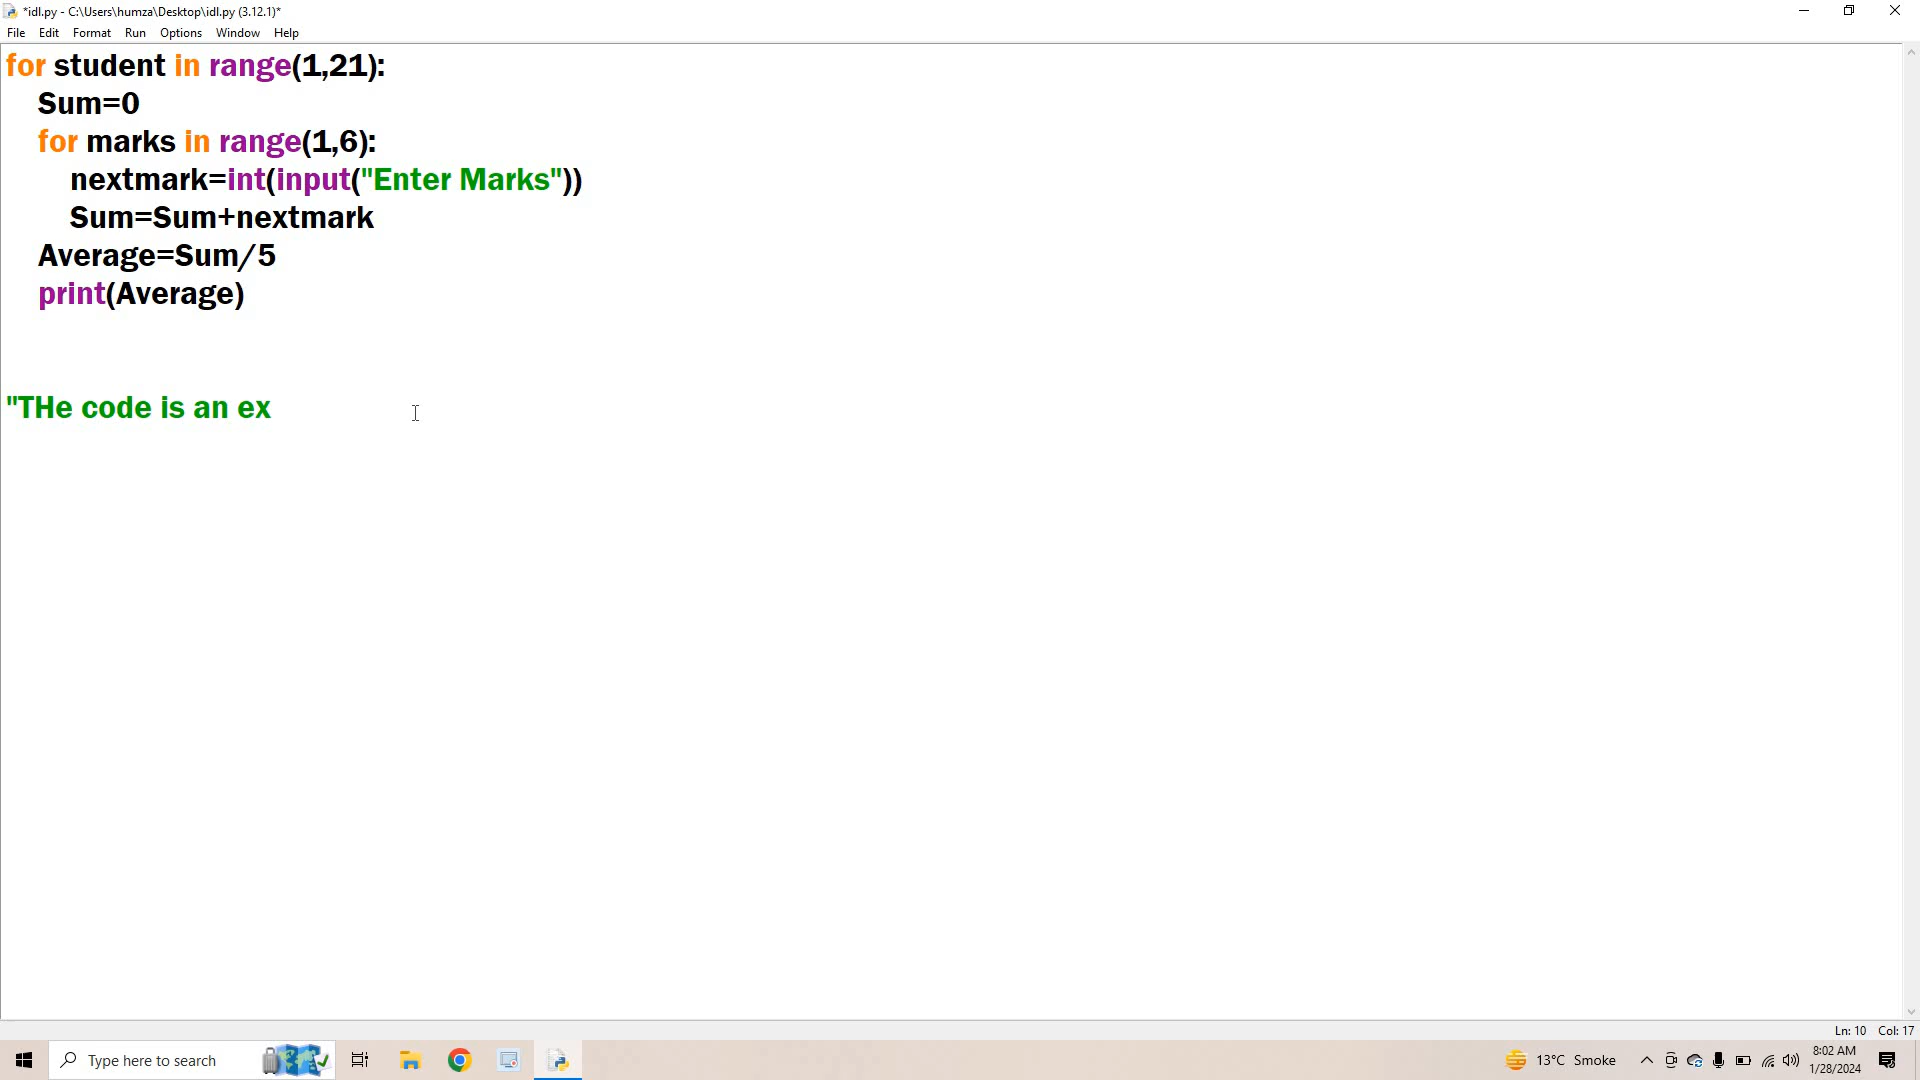 *idl.py - C:\Users\humza\Desktop\idl.py (3.12.1)*
File Edit Format Run Options Window Help
for student in range(1,21):
    Sum=0
    for marks in range(1,6):
        nextmark=int(input("Enter Marks"))
        Sum=Sum+nextmark
    Average=Sum/5
    print(Average)
"THe code is an ex
Ln: 10 Col: 17
Type here to search
13°C Smoke
8:02 AM
1/28/2024